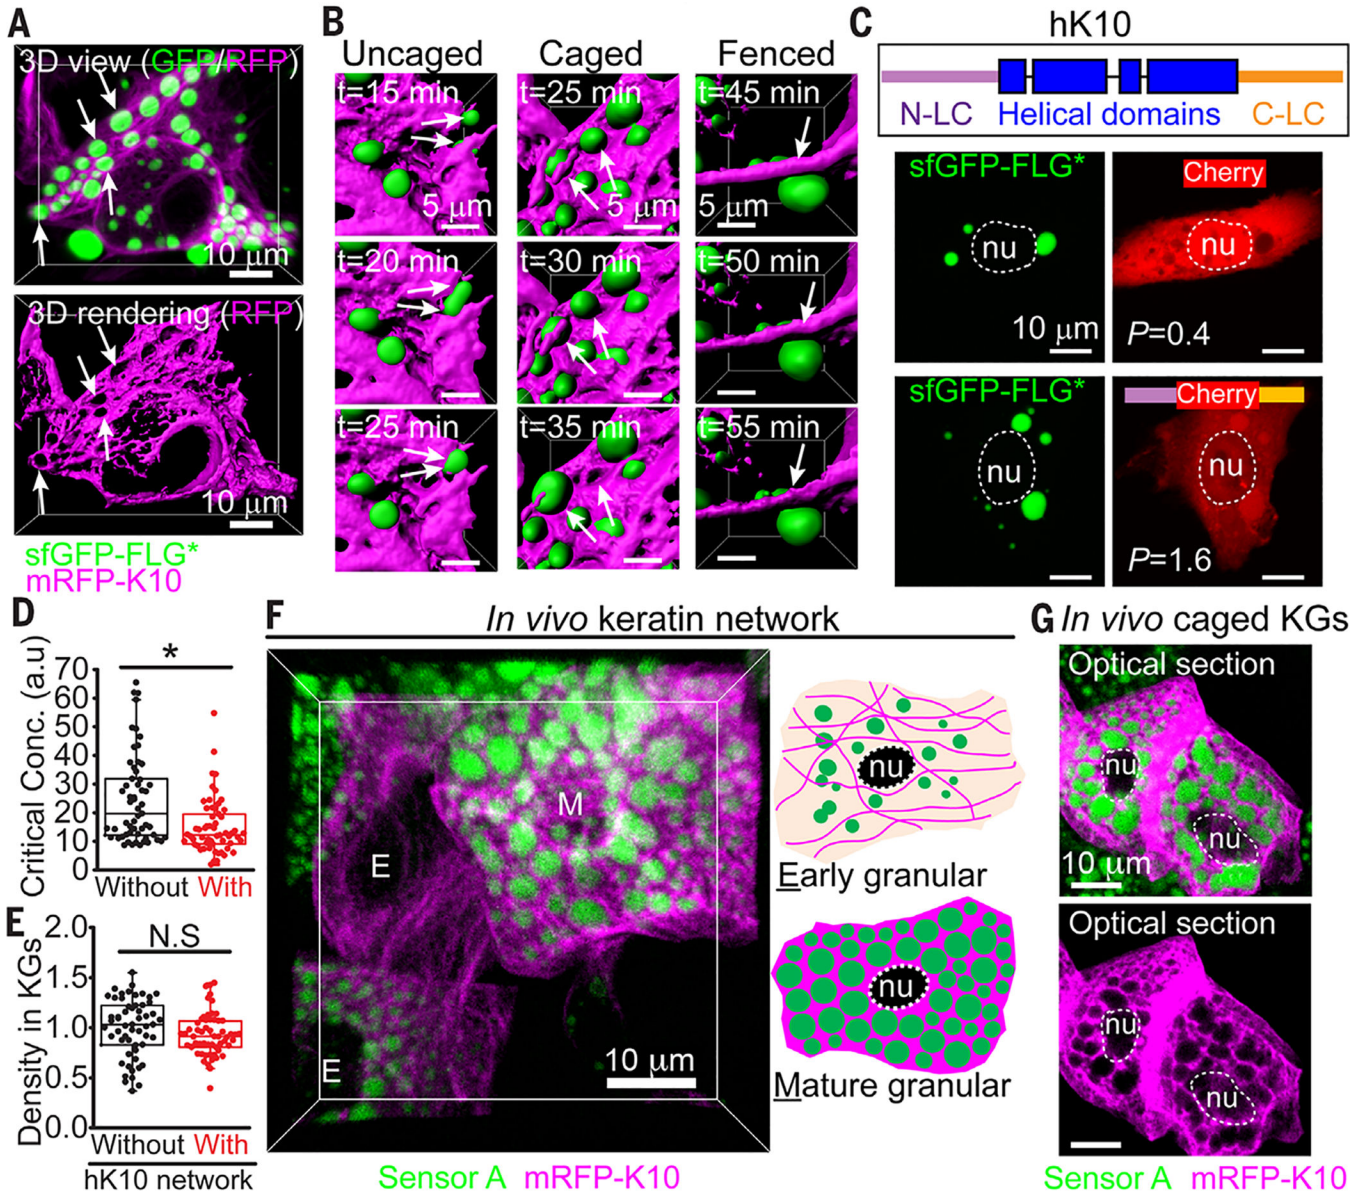 A
3D view (GFP/RFP)
10 μm
3D rendering (RFP)
10 μm
sfGFP-FLG*
mRFP-K10
B
Uncaged
Caged
Fenced
t=15 min
t=25 min
t=45 min
5 μm
5 μm
5 μm
t=20 min
t=30 min
t=50 min
t=25 min
t=35 min
t=55 min
C
hK10
N-LC
Helical domains
C-LC
sfGFP-FLG*
Cherry
nu
nu
10 μm
P=0.4
sfGFP-FLG*
Cherry
nu
nu
P=1.6
D
Critical Conc. (a.u)
70
60
50
40
30
20
10
0
*
Without
With
E
Density in KGs
2.0
1.5
1.0
0.5
0.0
N.S
Without
With
hK10 network
F
In vivo keratin network
M
E
E
10 μm
Sensor A
mRFP-K10
nu
Early granular
nu
Mature granular
G
In vivo caged KGs
Optical section
nu
nu
10 μm
Optical section
nu
nu
Sensor A
mRFP-K10